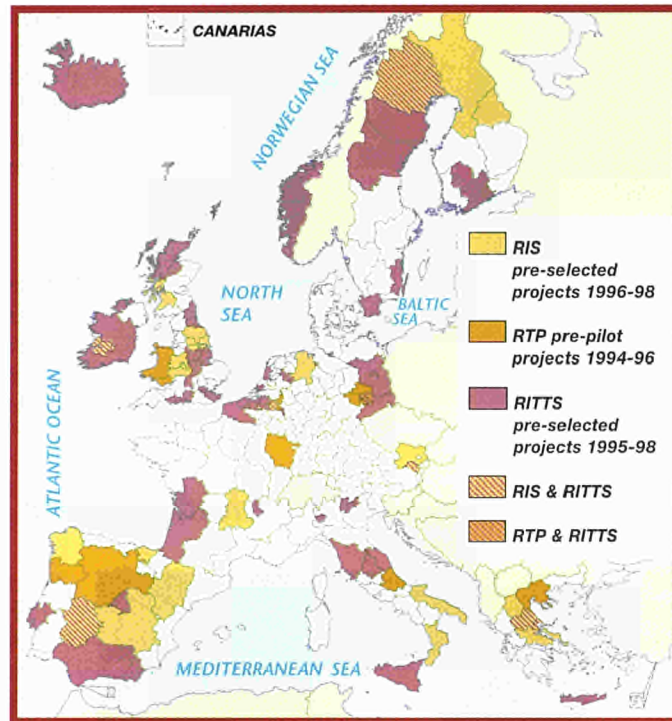 CANARIAS
NORWEGIAN SEA
NORTH
SEA
BALTIC
SEA
ATLANTIC OCEAN
MEDITERRANEAN SEA
RIS
pre-selected
projects 1996-98
RTP pre-pilot
projects 1994-96
RITTS
pre-selected
projects 1995-98
RIS & RITTS
RTP & RITTS